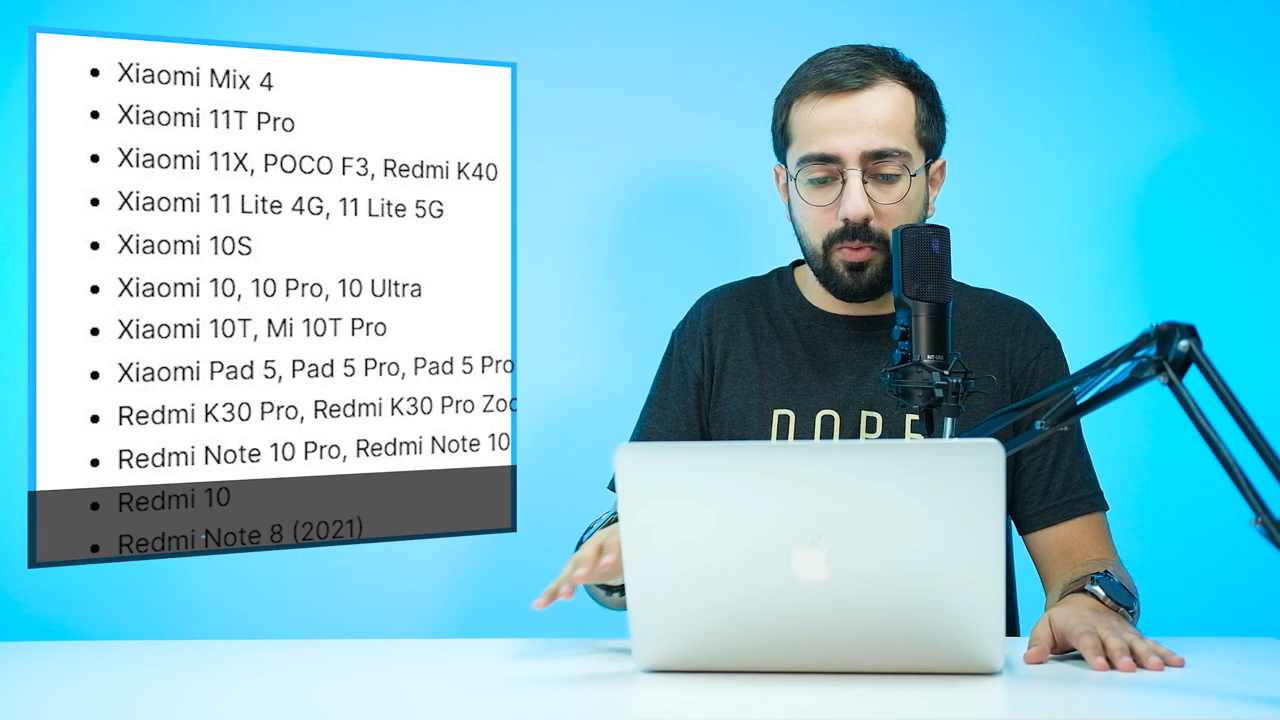 Xiaomi Mix 4
Xiaomi 11T Pro
Xiaomi 11X, POCO F3, Redmi K40
Xiaomi 11 Lite 4G, 11 Lite 5G
Xiaomi 10S
Xiaomi 10, 10 Pro, 10 Ultra
Xiaomi 10T, Mi 10T Pro
Xiaomi Pad 5, Pad 5 Pro, Pad 5 Pro
Redmi K30 Pro, Redmi K30 Pro
Redmi Note 10 Pro, Redmi Note 10
Redmi 10
Redmi Note 8 (2021)
DOPE